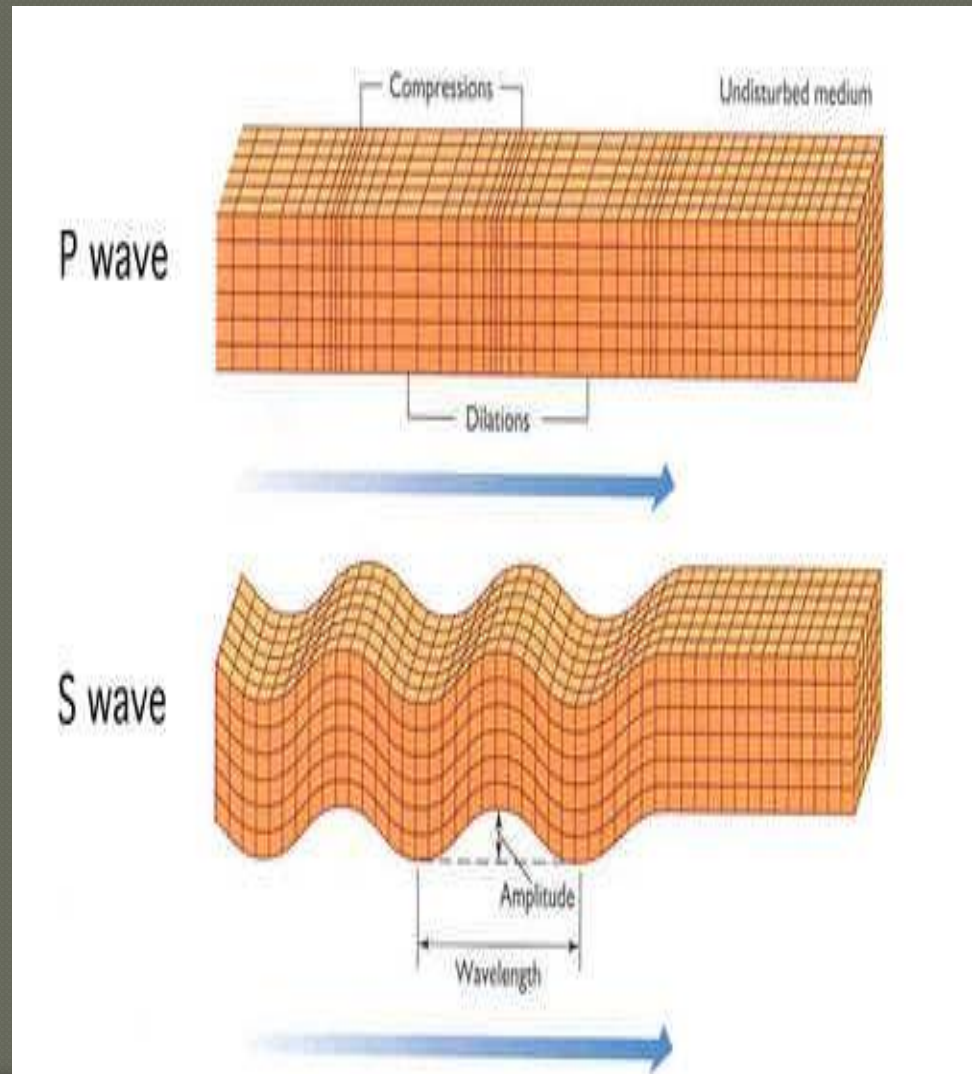 Compressions
Undisturbed medium
P wave
Dilations
S wave
Amplitude
Wavelength